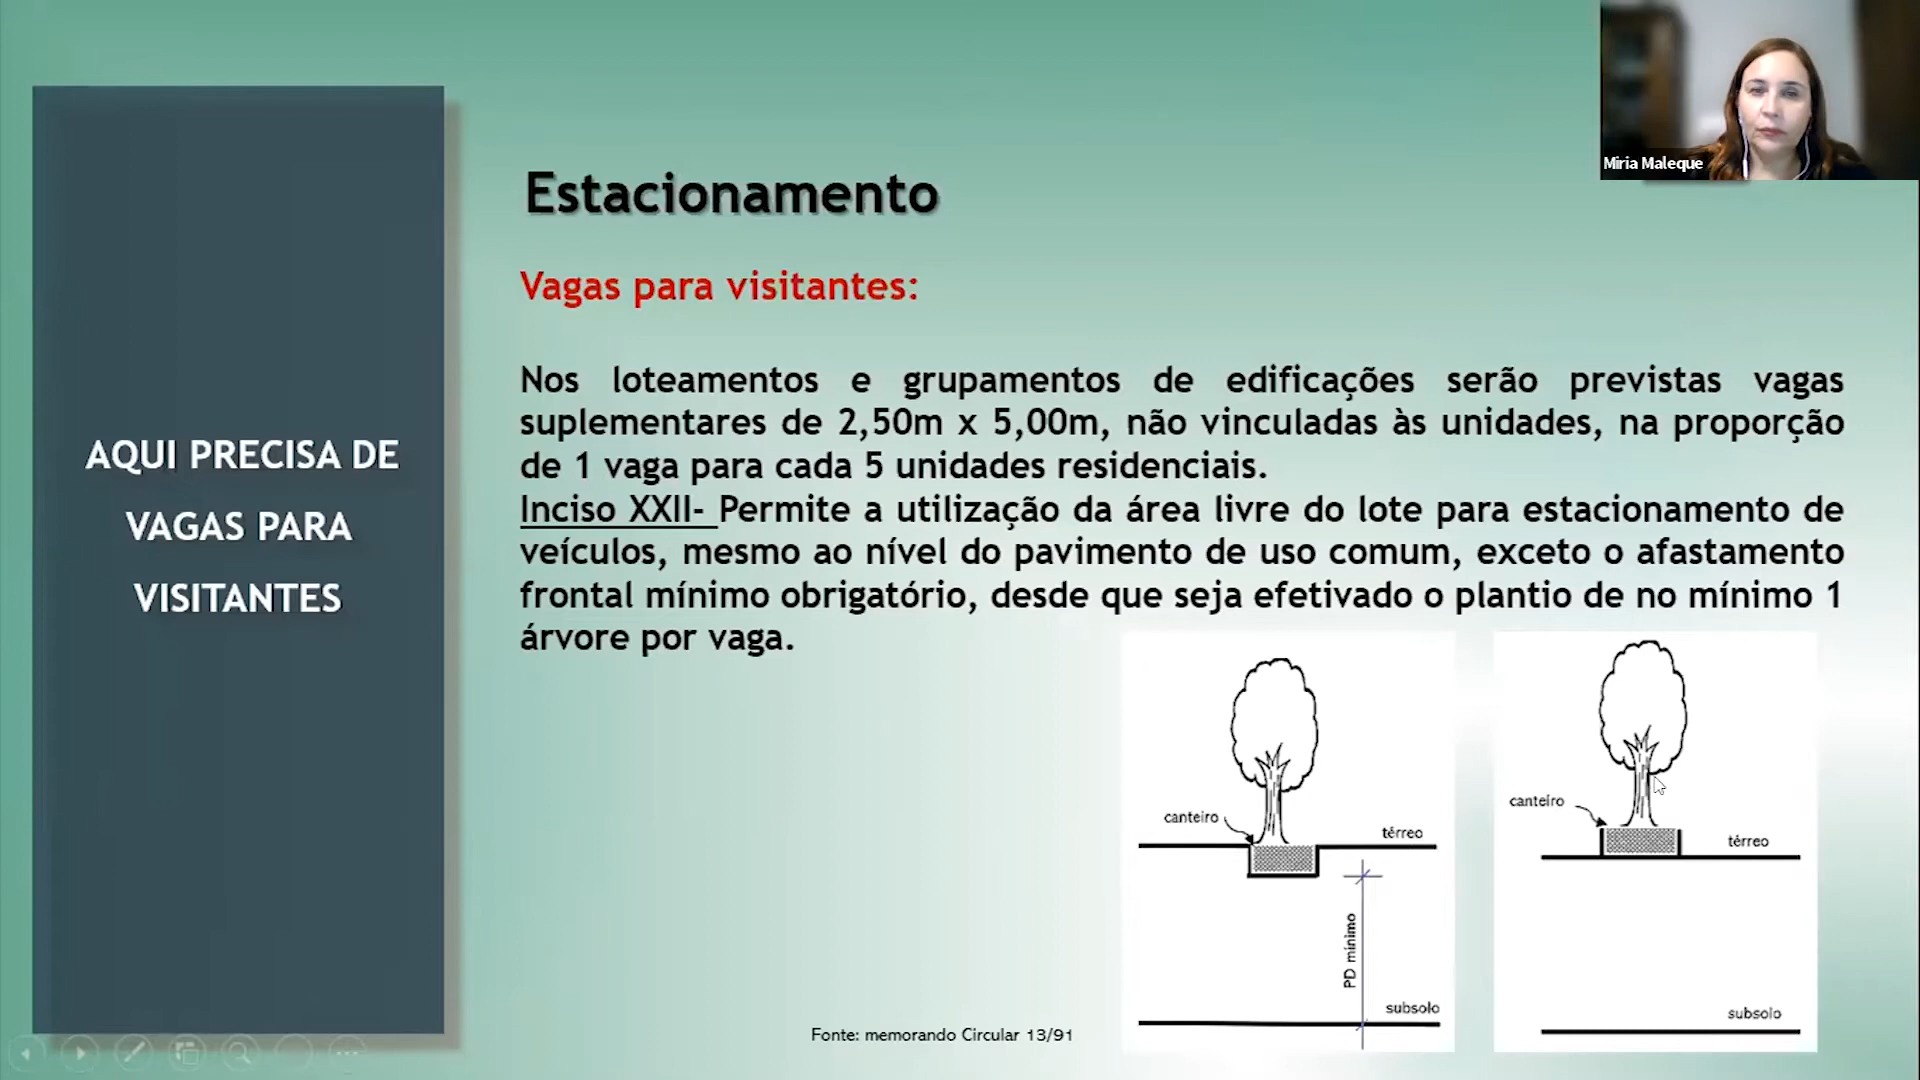 Miria Maleque
AQUI PRECISA DE
VAGAS PARA
VISITANTES
Estacionamento
Vagas para visitantes:
Nos loteamentos e grupamentos de edificações serão previstas vagas
suplementares de 2,50m x 5,00m, não vinculadas às unidades, na proporção
de 1 vaga para cada 5 unidades residenciais.
Inciso XXII- Permite a utilização da área livre do lote para estacionamento de
veículos, mesmo ao nível do pavimento de uso comum, exceto o afastamento
frontal mínimo obrigatório, desde que seja efetivado o plantio de no mínimo 1
árvore por vaga.
canteiro
térreo
PD mínimo
subsolo
canteiro
térreo
subsolo
Fonte: memorando Circular 13/91